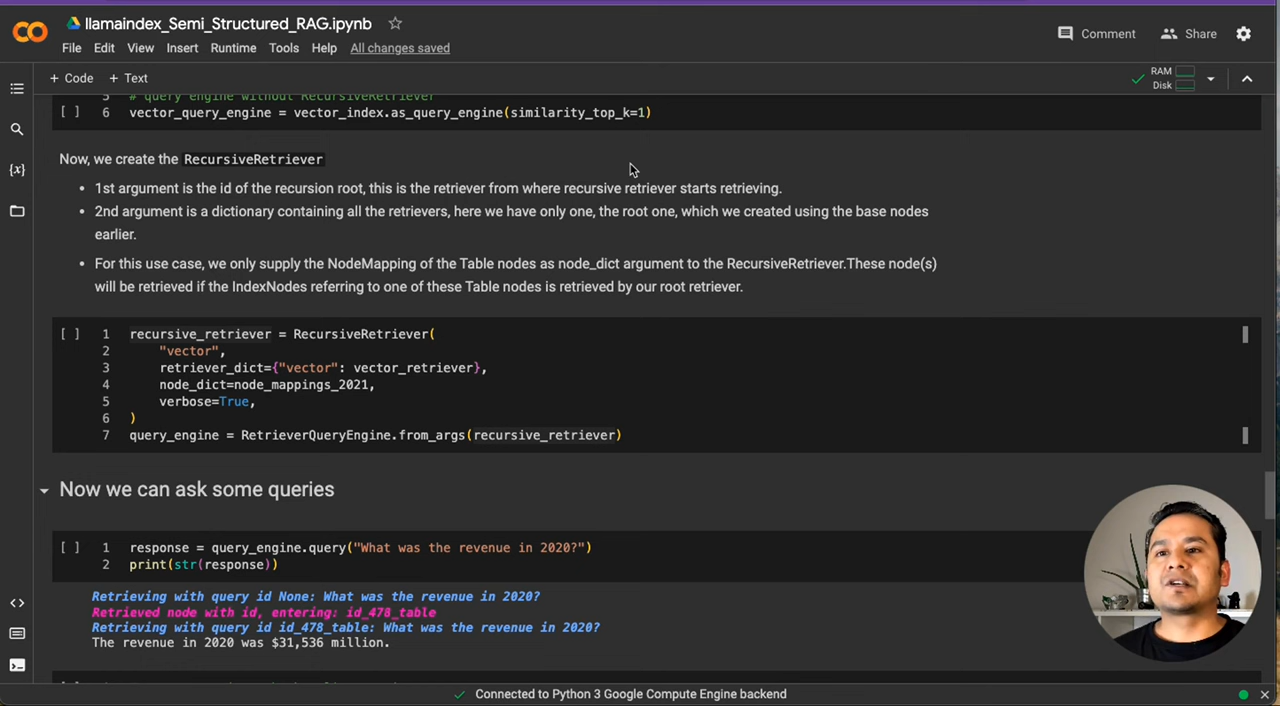 llamaindex_Semi_Structured_RAG.ipynb
File Edit View Insert Runtime Tools Help All changes saved
Comment Share
+ Code + Text
RAM
Disk
5 # query engine without RecursiveRetriever
[ ] 6 vector_query_engine = vector_index.as_query_engine(similarity_top_k=1)
Now, we create the RecursiveRetriever
• 1st argument is the id of the recursion root, this is the retriever from where recursive retriever starts retrieving.
• 2nd argument is a dictionary containing all the retrievers, here we have only one, the root one, which we created using the base nodes
earlier.
• For this use case, we only supply the NodeMapping of the Table nodes as node_dict argument to the RecursiveRetriever.These node(s)
will be retrieved if the IndexNodes referring to one of these Table nodes is retrieved by our root retriever.
[ ] 1 recursive_retriever = RecursiveRetriever(
2 "vector",
3 retriever_dict={"vector": vector_retriever},
4 node_dict=node_mappings_2021,
5 verbose=True,
6 )
7 query_engine = RetrieverQueryEngine.from_args(recursive_retriever)
Now we can ask some queries
[ ] 1 response = query_engine.query("What was the revenue in 2020?")
2 print(str(response))
Retrieving with query id None: What was the revenue in 2020?
Retrieved node with id, entering: id_478_table
Retrieving with query id id_478_table: What was the revenue in 2020?
The revenue in 2020 was $31,536 million.
Connected to Python 3 Google Compute Engine backend